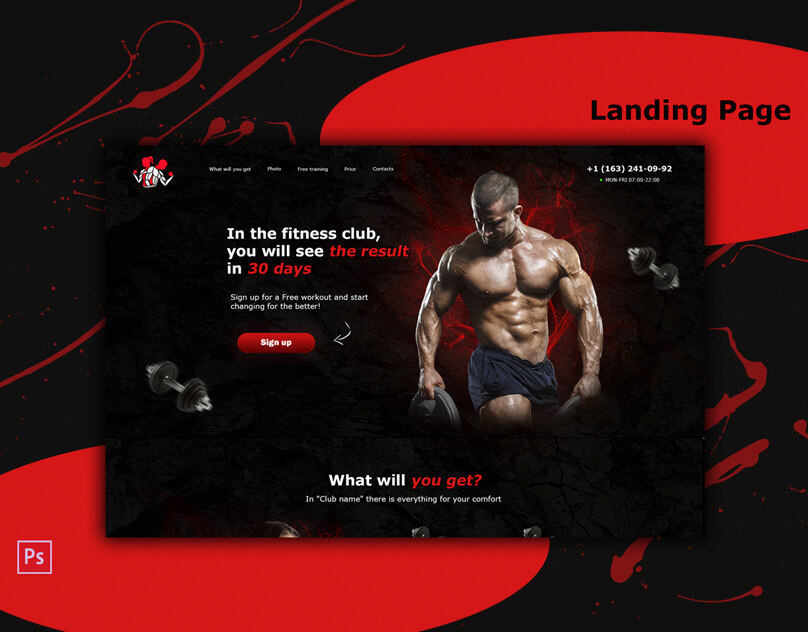 Landing Page
What will you get
Photo
Free training
Price
Contacts
+1 (163) 241-09-92
MON-FRI 07:00-22:00
In the fitness club,
you will see the result
in 30 days
Sign up for a Free workout and start
changing for the better!
Sign up
What will you get?
In "Club name" there is everything for your comfort
Ps